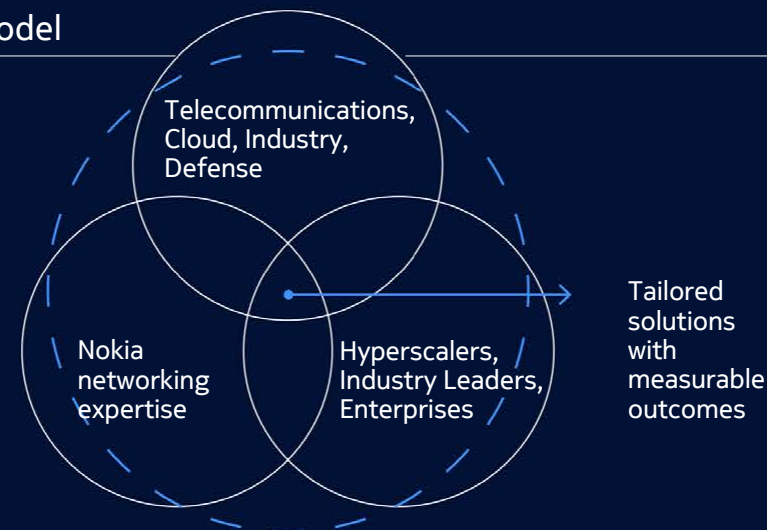 odel
Telecommunications,
Cloud, Industry,
Defense
Nokia
networking
expertise
Hyperscalers,
Industry Leaders,
Enterprises
Tailored
solutions
with
measurable
outcomes